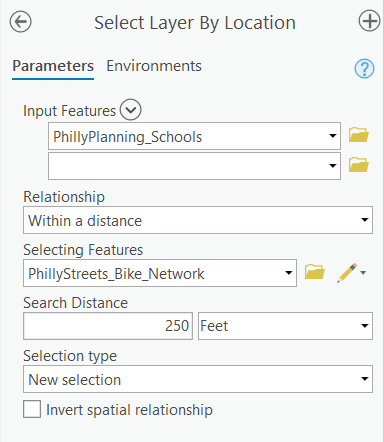 Select Layer By Location
Parameters Environments
Input Features
PhillyPlanning_Schools
Relationship
Within a distance
Selecting Features
PhillyStreets_Bike_Network
Search Distance
250 Feet
Selection type
New selection
Invert spatial relationship